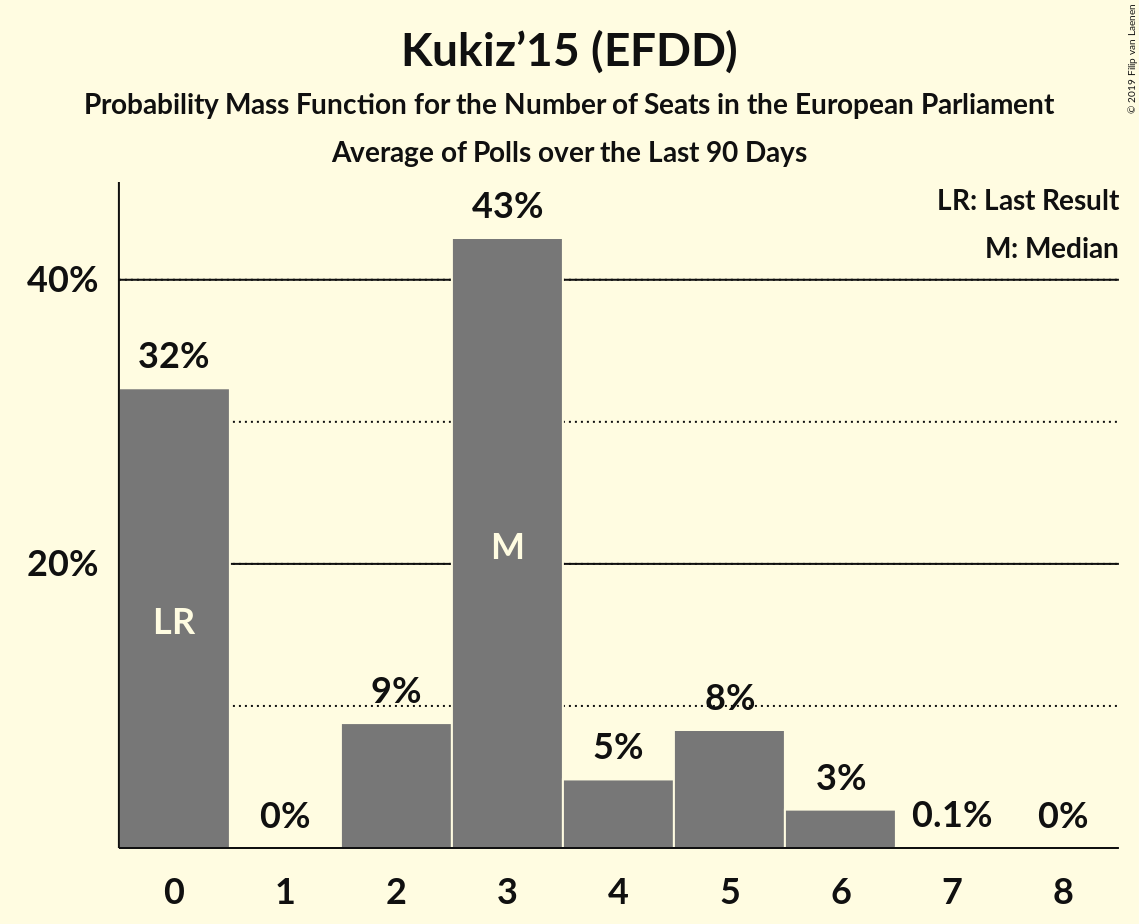 Kukiz’15 (EFDD)
Probability Mass Function for the Number of Seats in the European Parliament
Average of Polls over the Last 90 Days
© 2019 Filip van Laenen
LR: Last Result
M: Median
43%
40%
32%
M
20%
LR
9%
8%
5%
3%
0%
0.1%
0%
0 1 2 3 4 5 6 7 8